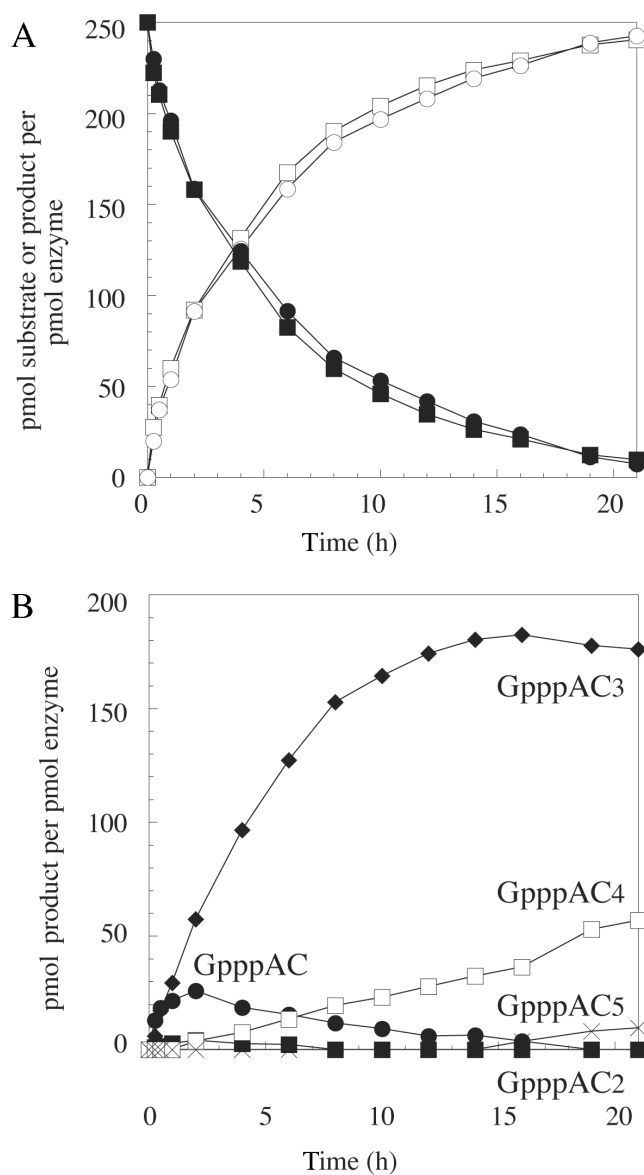 A
250
200
150
100
50
0
pmol substrate or product per
pmol enzyme
0 5 10 15 20
Time (h)
B
200
150
100
50
0
pmol product per pmol enzyme
GpppAC3
GpppAC4
GpppAC
GpppAC5
GpppAC2
0 5 10 15 20
Time (h)